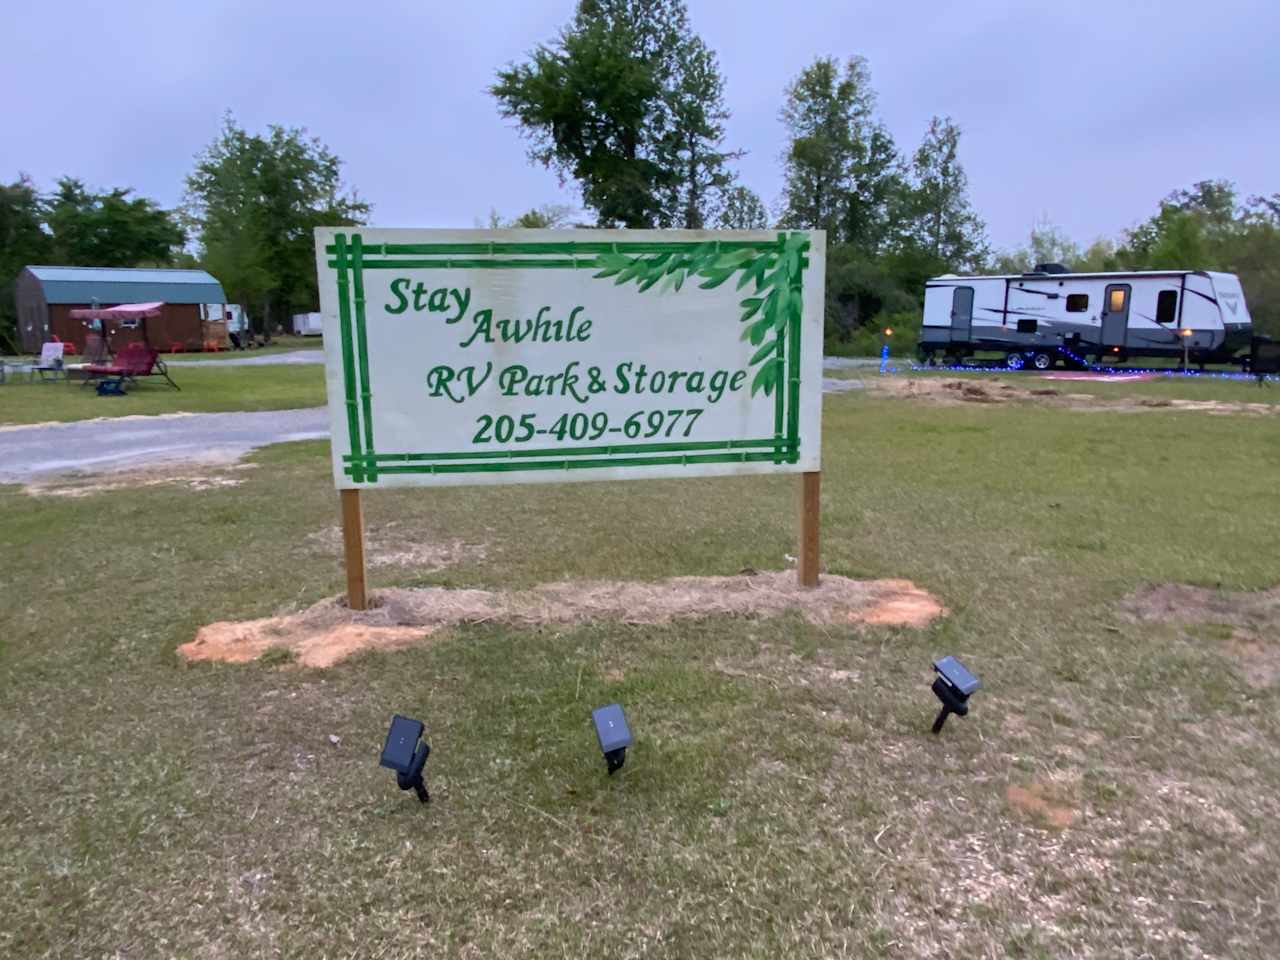 Stay
Awhile
RV Park & Storage
205-409-6977